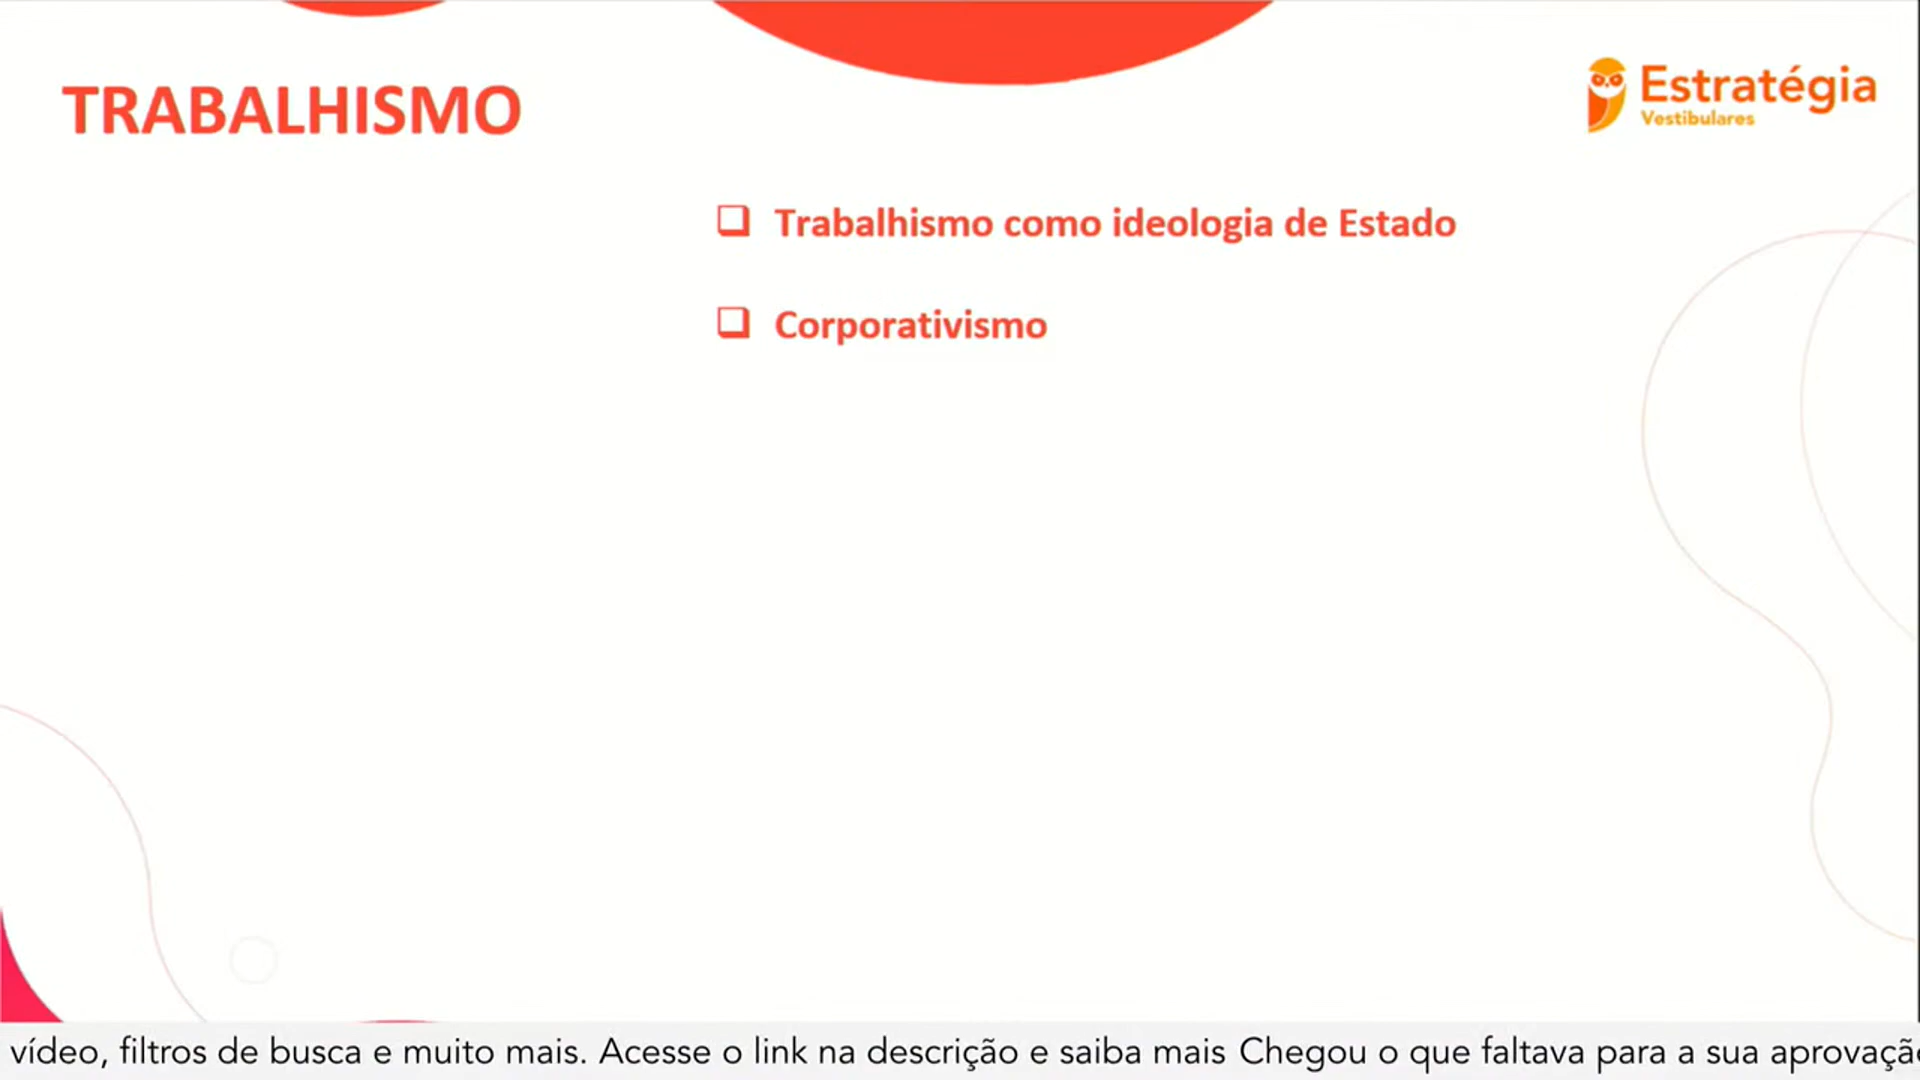 TRABALHISMO
Estratégia
Vestibulares
Trabalhismo como ideologia de Estado
Corporativismo
vídeo, filtros de busca e muito mais. Acesse o link na descrição e saiba mais Chegou o que faltava para a sua